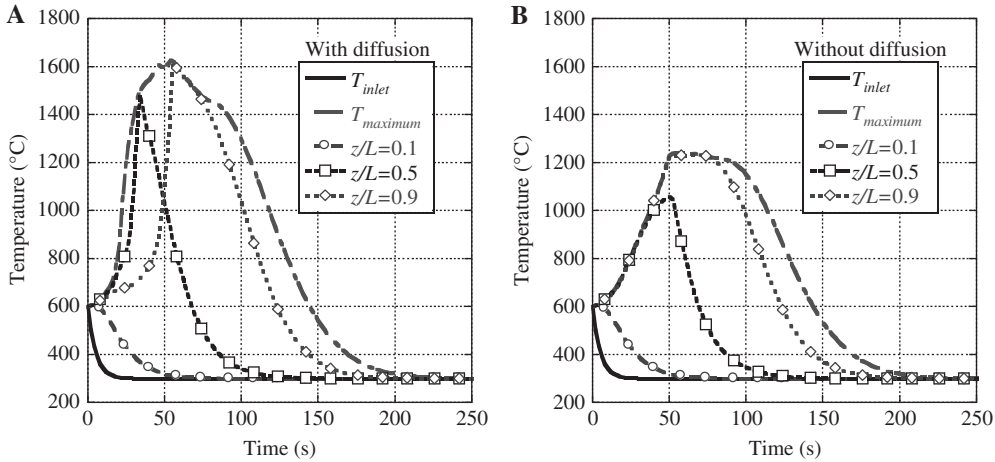 A
With diffusion
T_inlet
T_maximum
z/L=0.1
z/L=0.5
z/L=0.9
1800
1600
1400
1200
1000
800
600
400
200
Temperature (°C)
0 50 100 150 200 250
Time (s)
B
Without diffusion
T_inlet
T_maximum
z/L=0.1
z/L=0.5
z/L=0.9
1800
1600
1400
1200
1000
800
600
400
200
Temperature (°C)
0 50 100 150 200 250
Time (s)